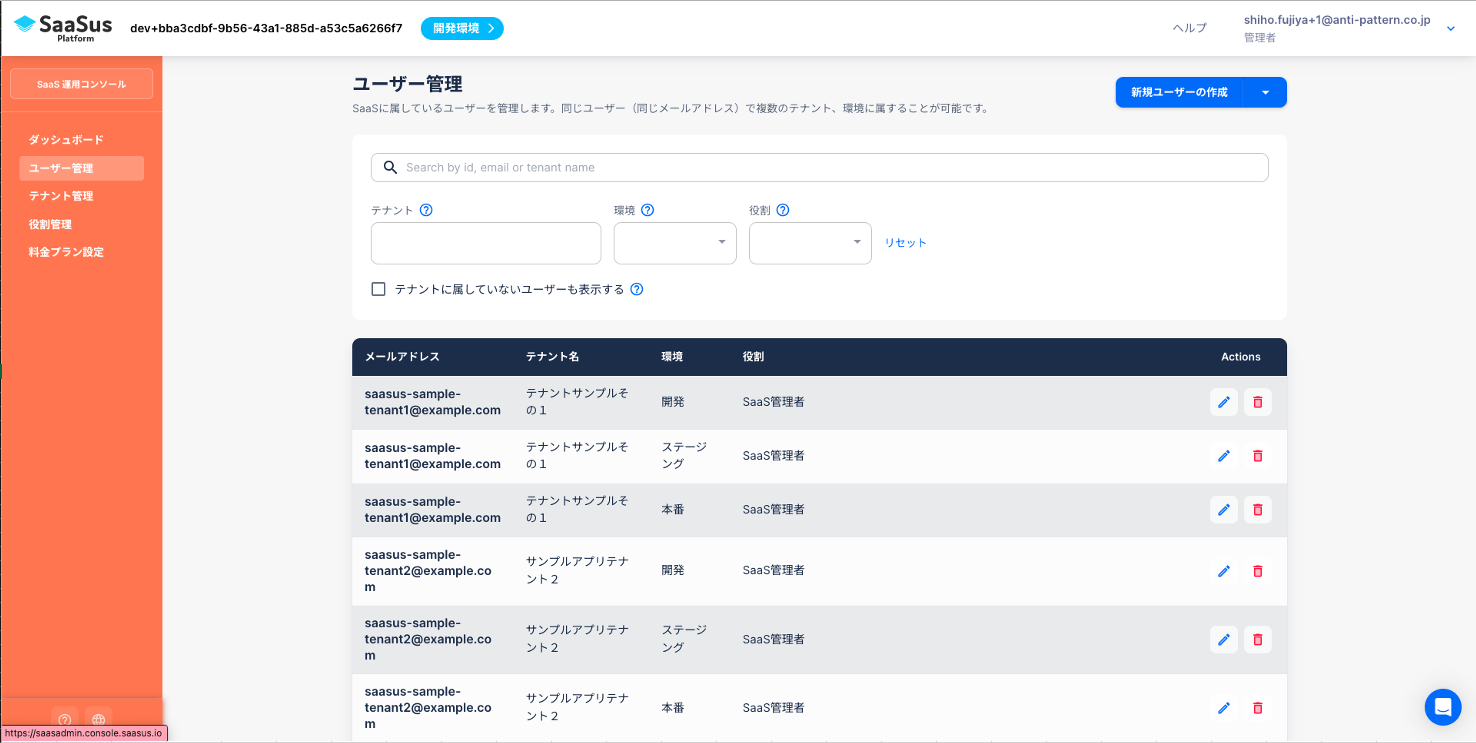 SaaSus
Platform
dev+bba3cdbf-9b56-43a1-885d-a53c5a6266f7
開発環境
ヘルプ
shiho.fujiya+1@anti-pattern.co.jp
管理者
SaaS 運用コンソール
ダッシュボード
ユーザー管理
テナント管理
役割管理
料金プラン設定
https://saasadmin.console.saasus.io
ユーザー管理
SaaSに属しているユーザーを管理します。同じユーザー（同じメールアドレス）で複数のテナント、環境に属することが可能です。
新規ユーザーの作成
Search by id, email or tenant name
テナント
環境
役割
リセット
テナントに属していないユーザーも表示する
メールアドレス テナント名 環境 役割 Actions
saasus-sample-
tenant1@example.com
テナントサンプルそ
の１
開発
SaaS管理者
saasus-sample-
tenant1@example.com
テナントサンプルそ
の１
ステージ
ング
SaaS管理者
saasus-sample-
tenant1@example.com
テナントサンプルそ
の１
本番
SaaS管理者
saasus-sample-
tenant2@example.co
m
サンプルアプリテナ
ント２
開発
SaaS管理者
saasus-sample-
tenant2@example.co
m
サンプルアプリテナ
ント２
ステージ
ング
SaaS管理者
saasus-sample-
tenant2@example.co
m
サンプルアプリテナ
ント２
本番
SaaS管理者